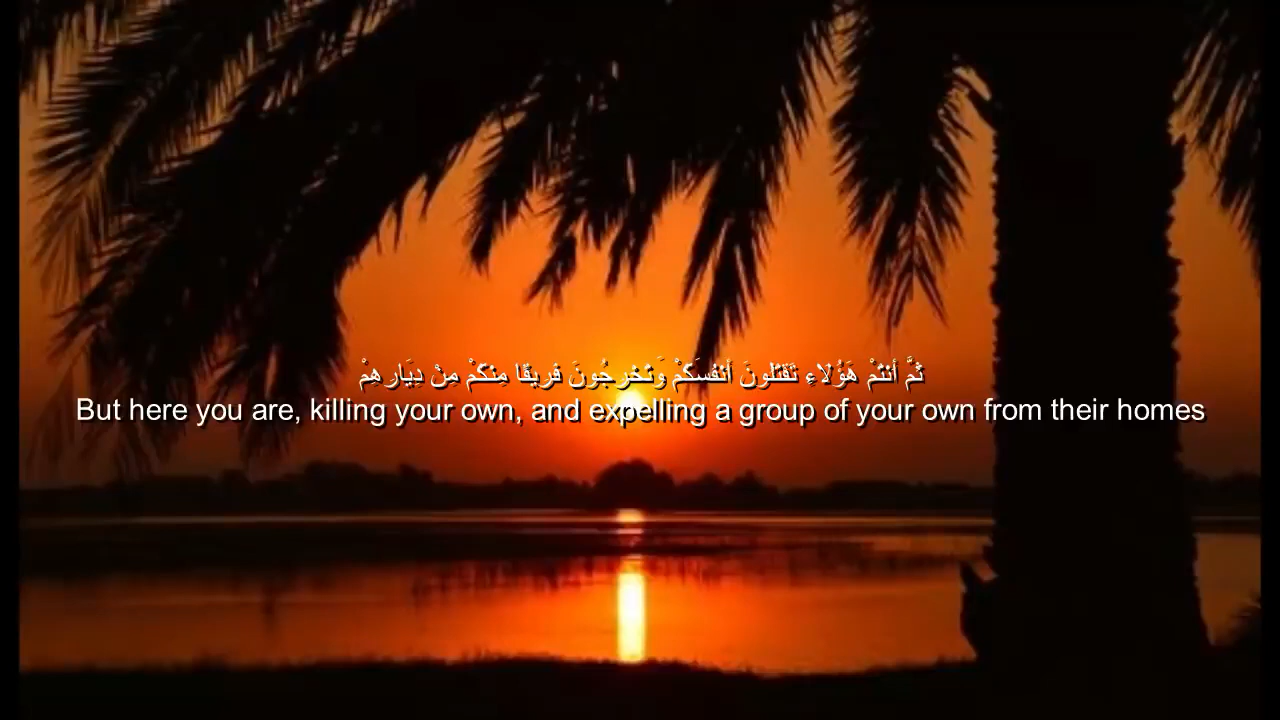 ثُمَّ أَنْتُمْ هَؤُلَاءِ تَقْتُلُونَ أَنْفُسَكُمْ وَتُخْرِجُونَ فَرِيقًا مِنْكُمْ مِنْ دِيَارِهِمْ
But here you are, killing your own, and expelling a group of your own from their homes